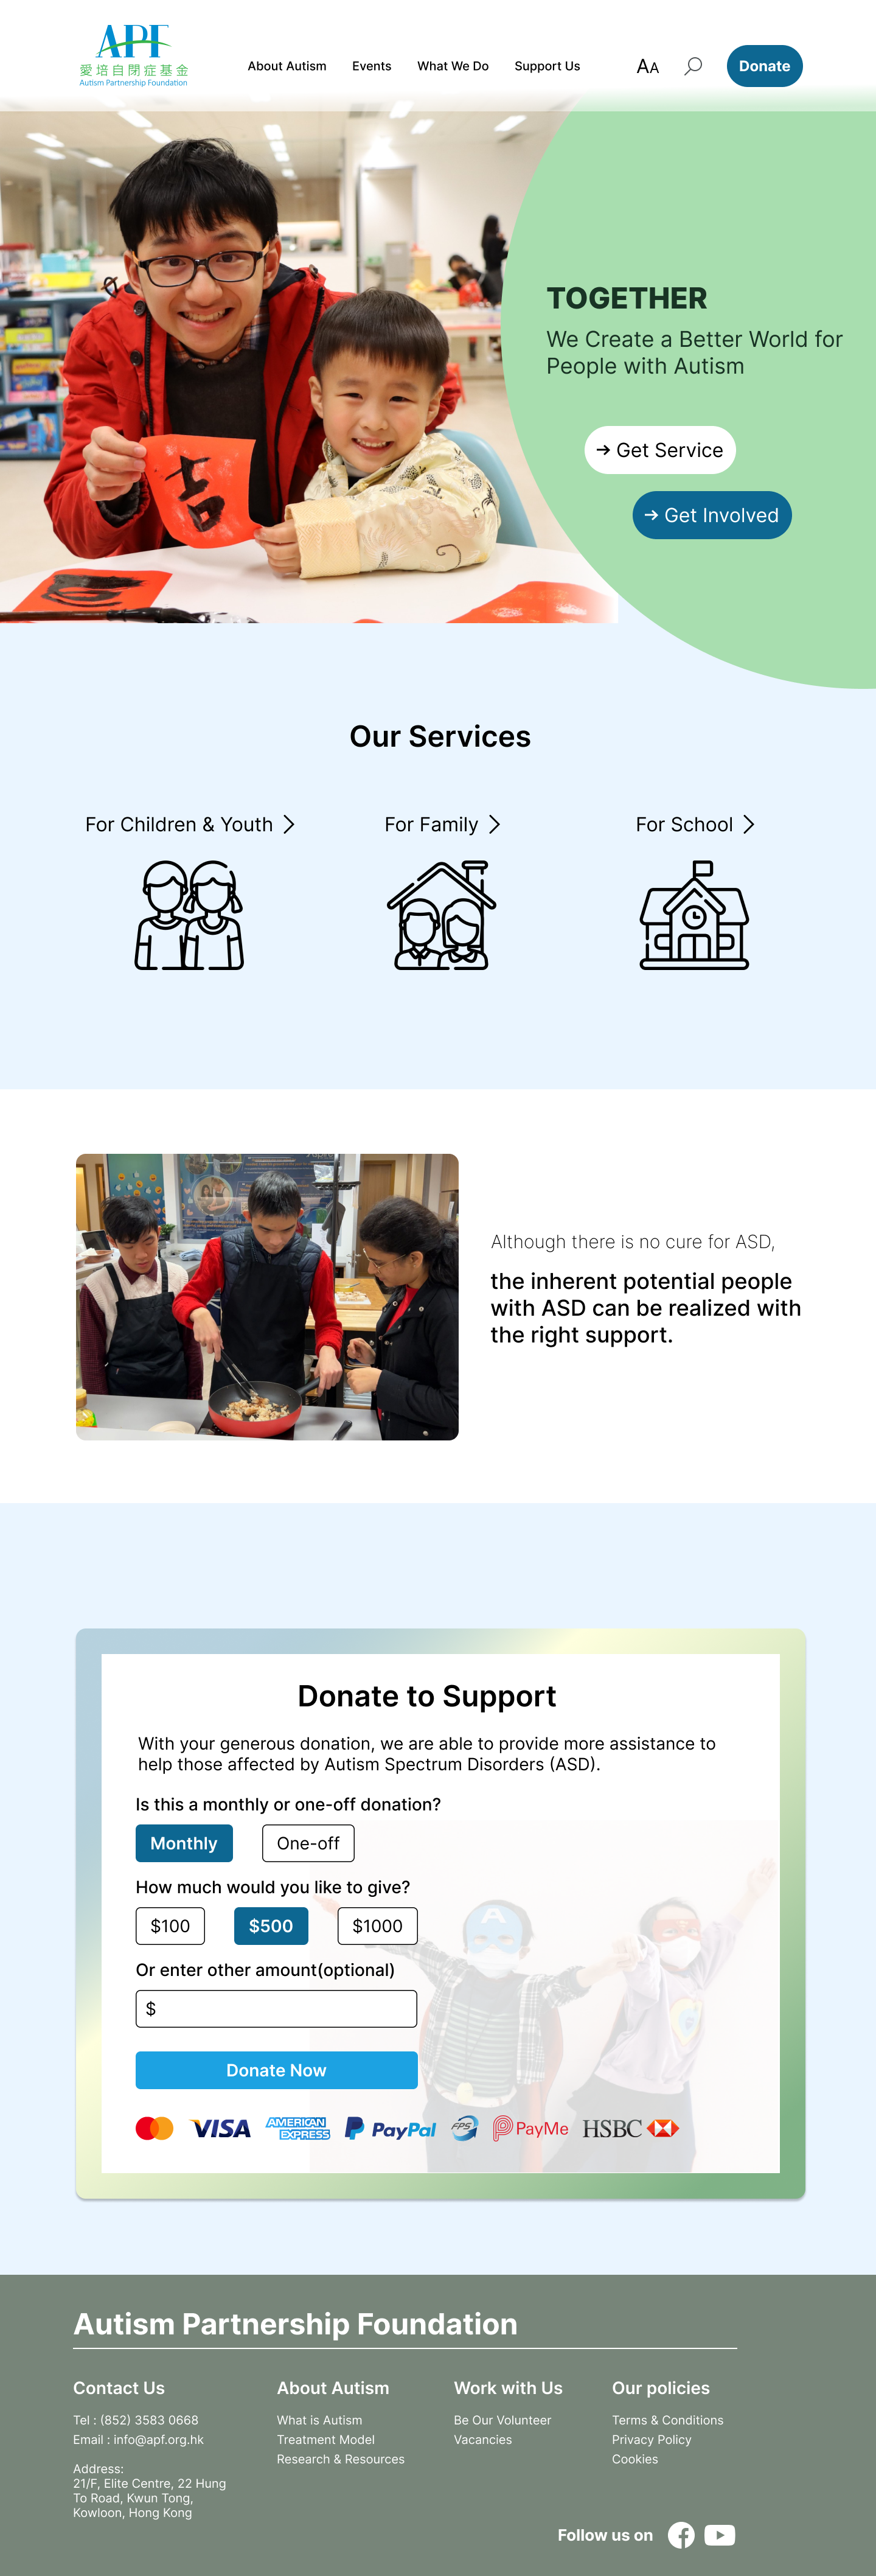 APF
愛培自閉症基金
Autism Partnership Foundation
About Autism
Events
What We Do
Support Us
AA
Donate
TOGETHER
We Create a Better World for
People with Autism
→ Get Service
→ Get Involved
Our Services
For Children & Youth
For Family
For School
Although there is no cure for ASD,
the inherent potential people
with ASD can be realized with
the right support.
Donate to Support
With your generous donation, we are able to provide more assistance to
help those affected by Autism Spectrum Disorders (ASD).
Is this a monthly or one-off donation?
Monthly
One-off
How much would you like to give?
$100
$500
$1000
A
Or enter other amount(optional)
$
Donate Now
VISA
AMERICAN
EXPRESS
PayPal
FPS
PayMe
HSBC
Autism Partnership Foundation
Contact Us
Tel : (852) 3583 0668
Email : info@apf.org.hk
Address:
21/F, Elite Centre, 22 Hung
To Road, Kwun Tong,
Kowloon, Hong Kong
About Autism
What is Autism
Treatment Model
Research & Resources
Work with Us
Be Our Volunteer
Vacancies
Our policies
Terms & Conditions
Privacy Policy
Cookies
Follow us on